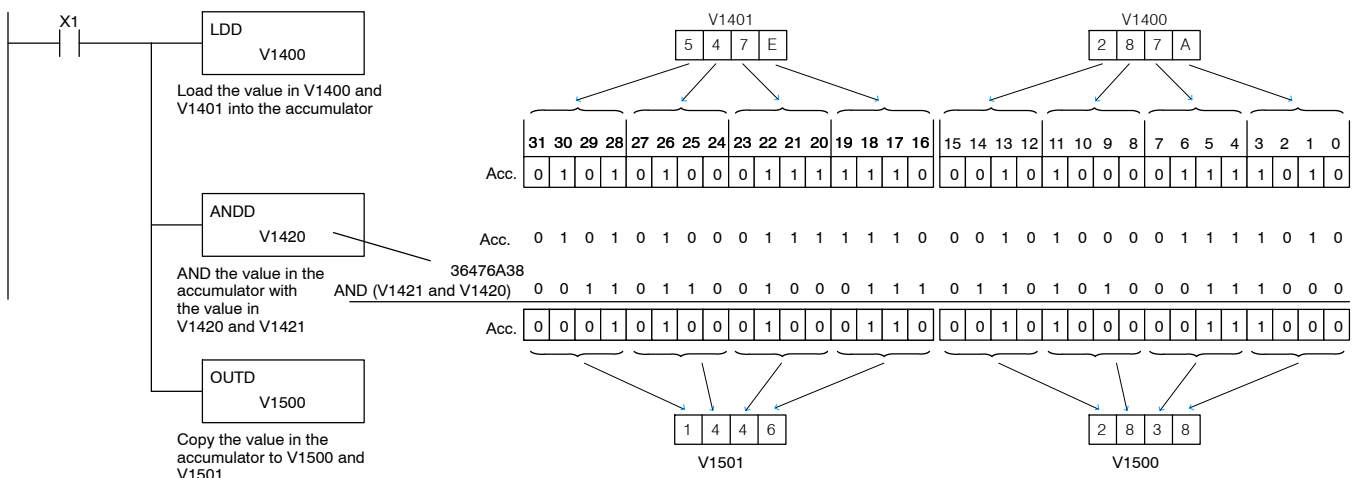 X1
LDD
V1400
Load the value in V1400 and
V1401 into the accumulator
V1401
5 4 7 E
V1400
2 8 7 A
31 30 29 28 27 26 25 24 23 22 21 20 19 18 17 16 15 14 13 12 11 10 9 8 7 6 5 4 3 2 1 0
Acc. 0 1 0 1 0 1 0 0 0 1 1 1 1 1 1 0 0 0 1 0 1 0 0 0 0 1 1 1 1 0 1 0
ANDD
V1420
AND the value in the
accumulator with
the value in
V1420 and V1421
Acc. 0 1 0 1 0 1 0 0 0 1 1 1 1 1 1 0 0 0 1 0 1 0 0 0 0 1 1 1 1 0 1 0
36476A38
AND (V1421 and V1420) 0 0 1 1 0 1 1 0 0 1 0 0 0 1 1 1 0 1 1 0 1 0 1 0 0 0 1 1 1 0 0 0
Acc. 0 0 0 1 0 1 0 0 0 1 0 0 0 1 1 0 0 0 1 0 1 0 0 0 0 0 1 1 1 0 0 0
OUTD
V1500
Copy the value in the
accumulator to V1500 and
V1501
1 4 4 6
V1501
2 8 3 8
V1500